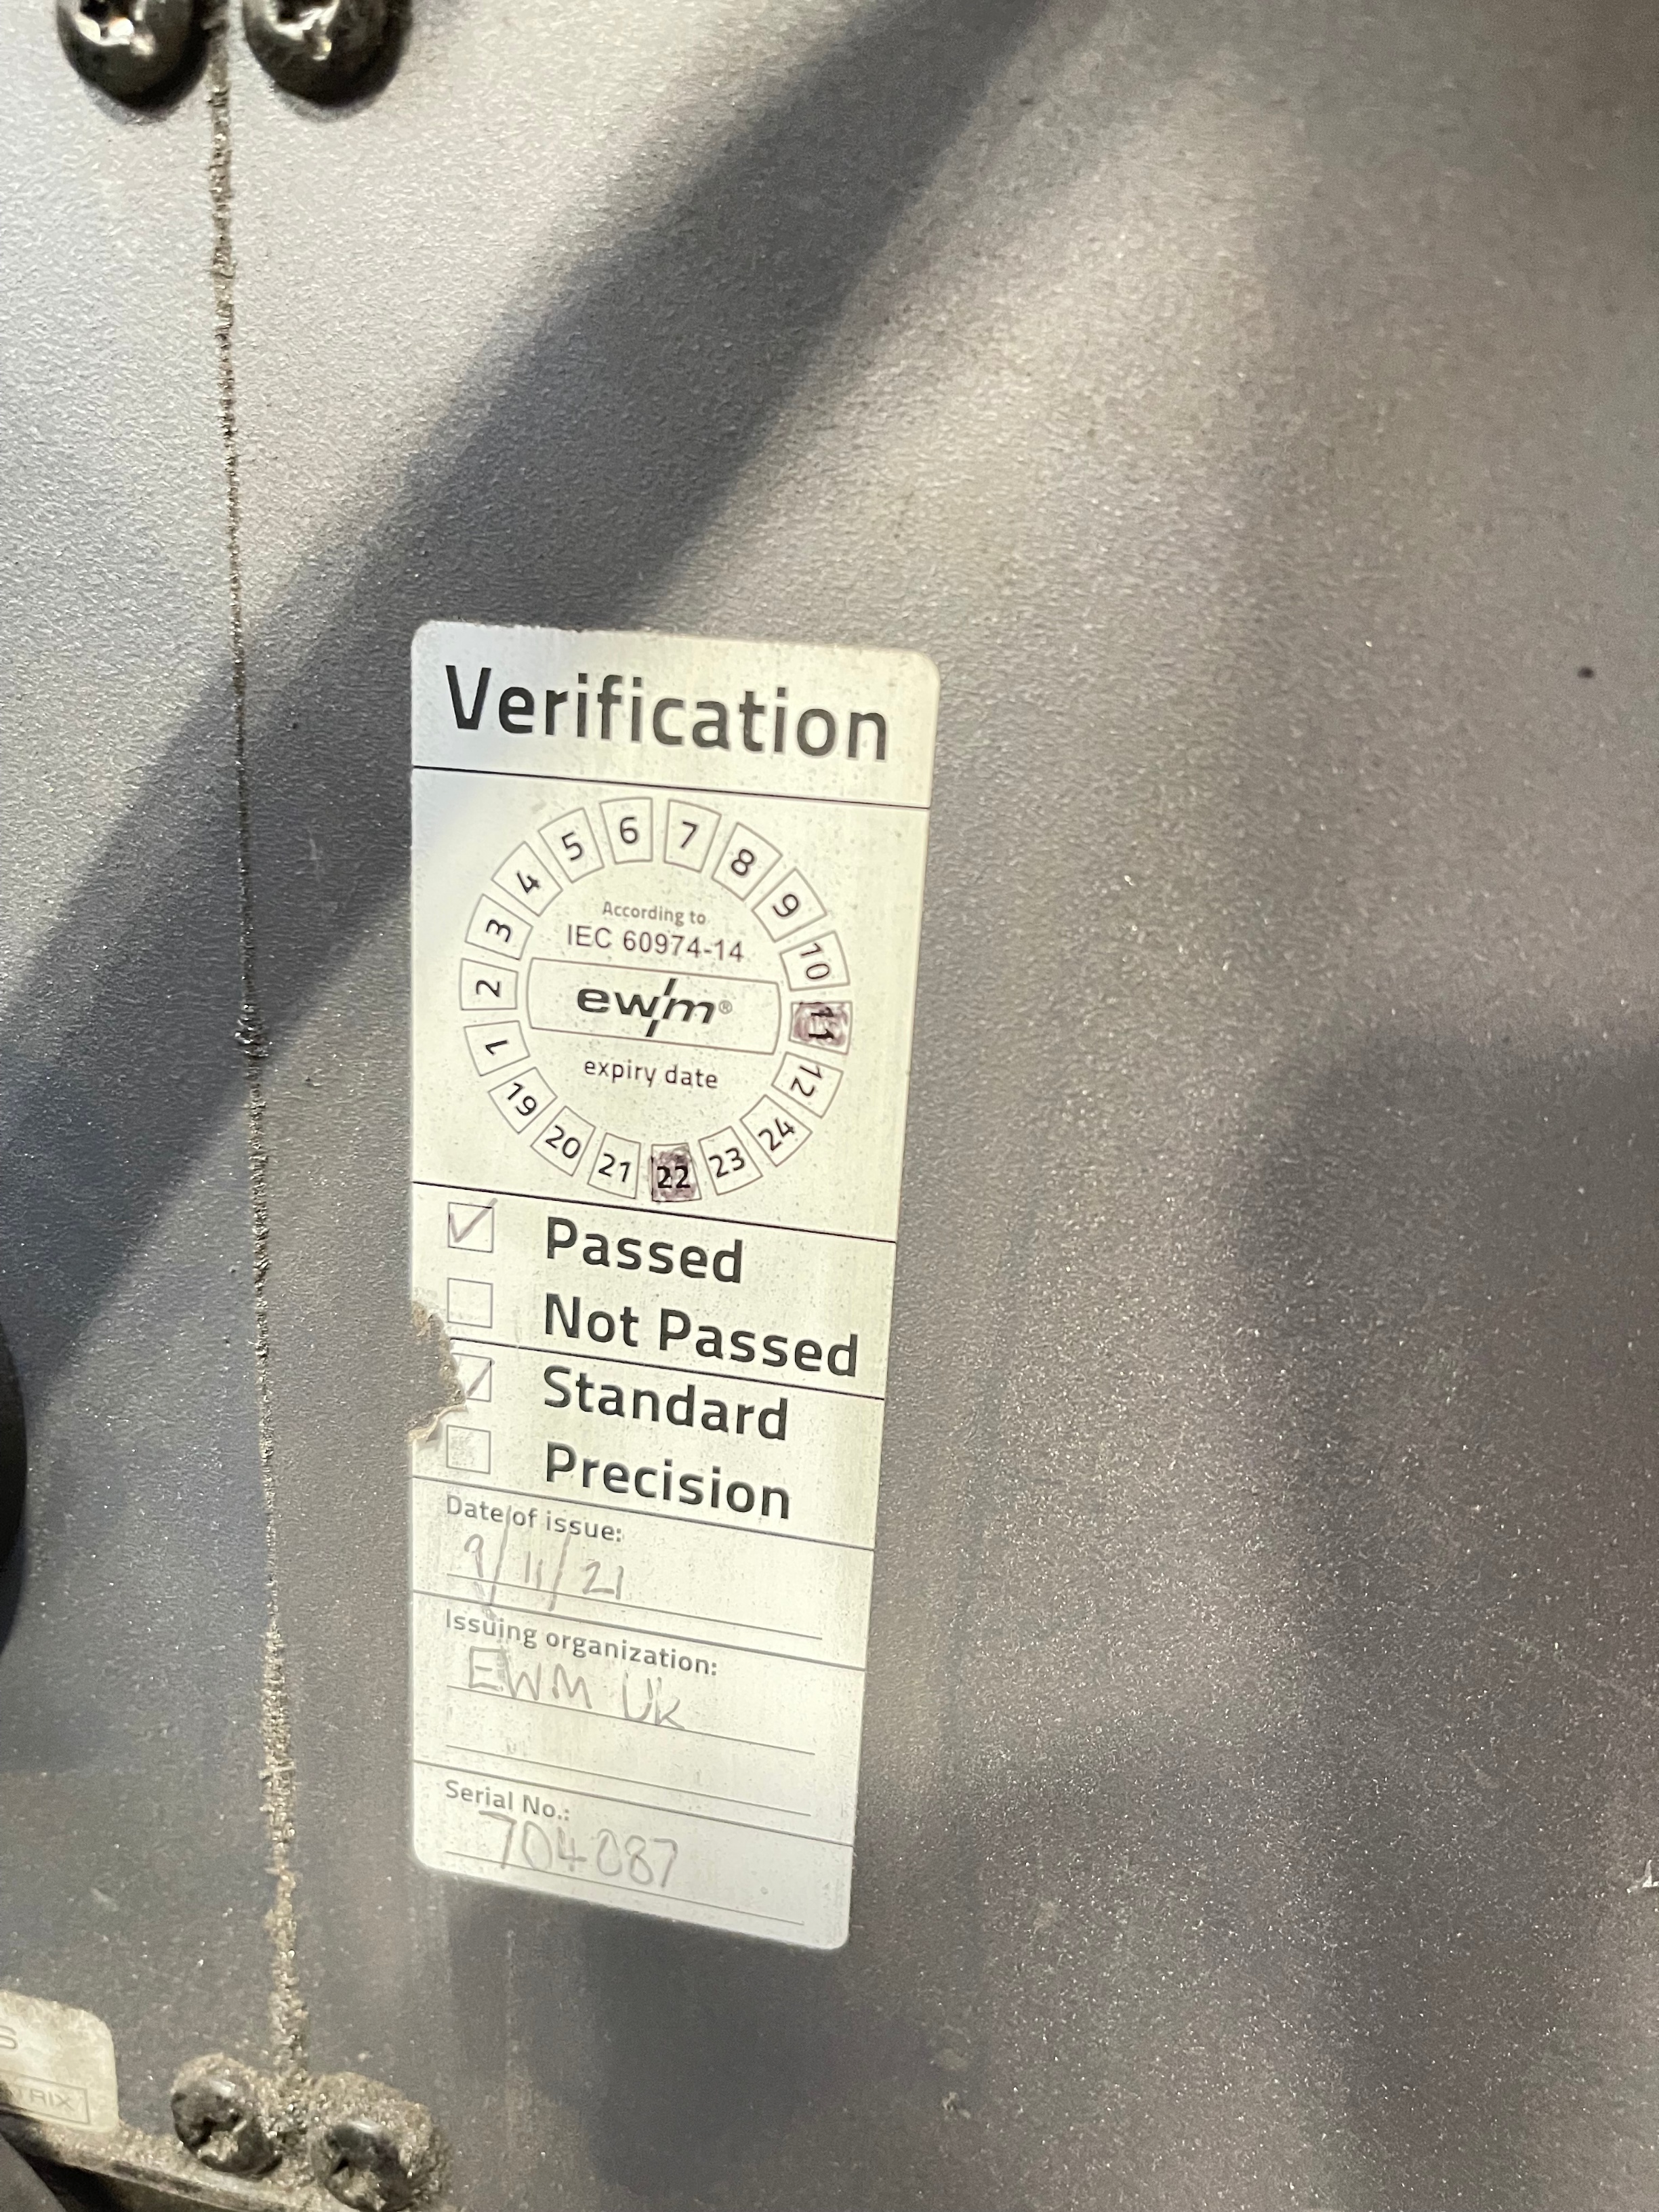 Verification
1 2 3 4 5 6 7 8 9 10 11 12
According to
IEC 60974-14
ewm®
expiry date
19 20 21 22 23 24
Passed
Not Passed
Standard
Precision
Date of issue:
9/11/21
Issuing organization:
EWM UK
Serial No.:
704087
S
RIX